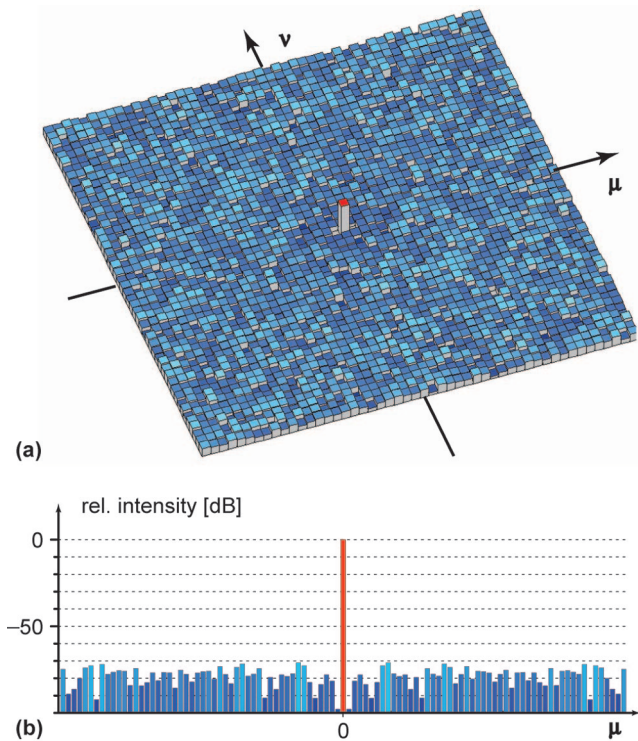 ν
μ
(a)
rel. intensity [dB]
0
–50
(b)
0
μ